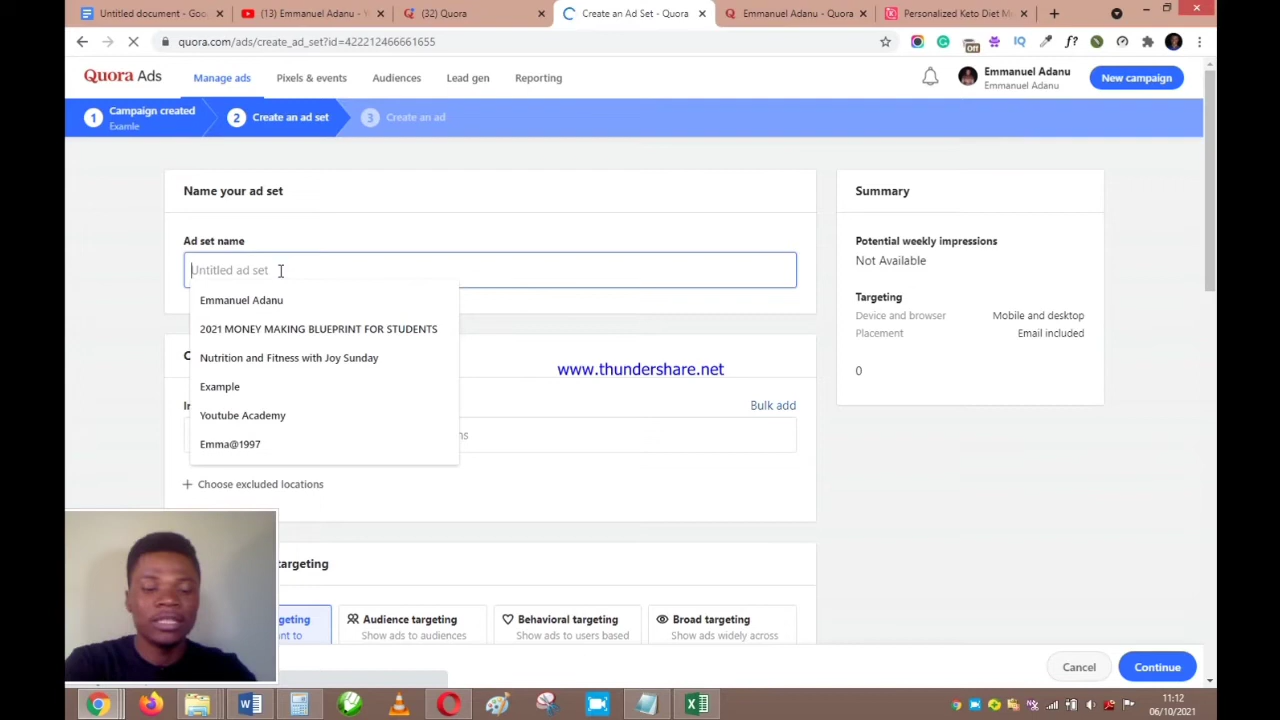 Untitled document - Goo
(13) Emmanuel Adanu - Y
(32) Quora
Create an Ad Set - Quora
Emmanuel Adanu - Quora
Personalized Keto Diet M
quora.com/ads/create_ad_set?id=422212466661655
Off
IQ
f?
Quora Ads
Manage ads
Pixels & events
Audiences
Lead gen
Reporting
Emmanuel Adanu
Emmanuel Adanu
New campaign
1
Campaign created
Examle
2
Create an ad set
3
Create an ad
Name your ad set
Ad set name
Untitled ad set
Emmanuel Adanu
2021 MONEY MAKING BLUEPRINT FOR STUDENTS
Nutrition and Fitness with Joy Sunday
Example
Youtube Academy
Emma@1997
Bulk add
Choose excluded locations
targeting
Audience targeting
Show ads to audiences
Behavioral targeting
Show ads to users based
Broad targeting
Show ads widely across
Summary
Potential weekly impressions
Not Available
Targeting
Device and browser
Mobile and desktop
Placement
Email included
0
www.thundershare.net
Cancel
Continue
11:12
06/10/2021